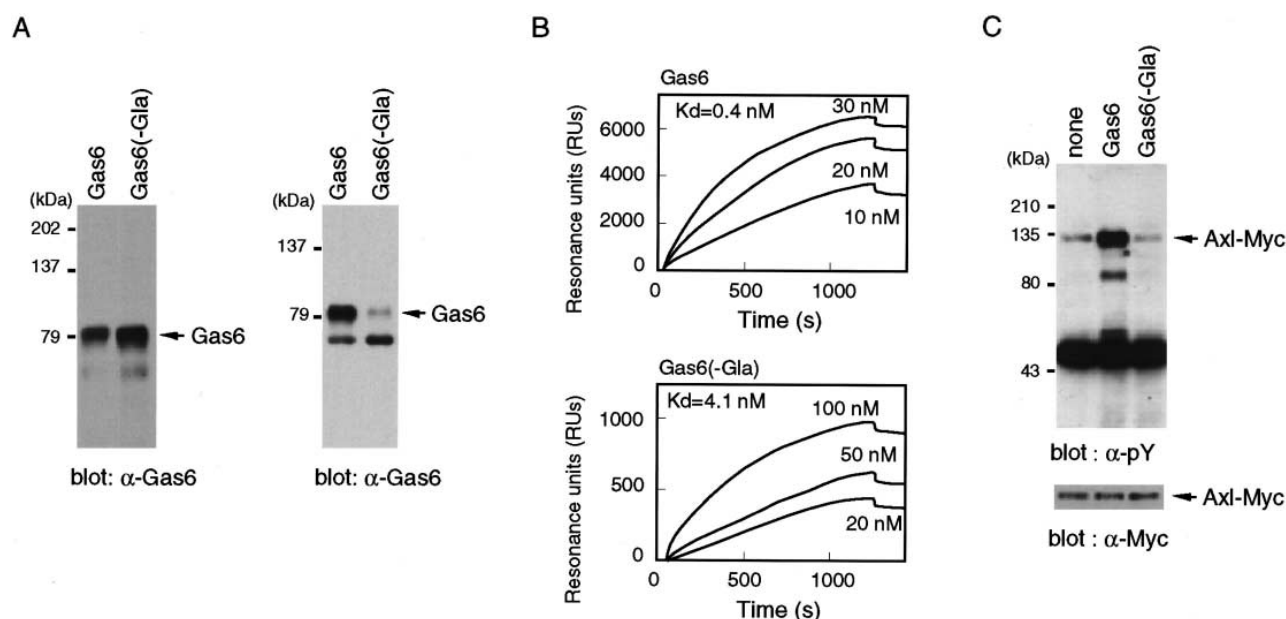 A
Gas6
Gas6(-Gla)
(kDa)
202
137
79
Gas6
blot: α-Gas6
Gas6
Gas6(-Gla)
(kDa)
137
79
Gas6
blot: α-Gas6
B
Gas6
Kd=0.4 nM
30 nM
20 nM
10 nM
Resonance units (RUs)
6000
4000
2000
0
0 500 1000
Time (s)
Gas6(-Gla)
Kd=4.1 nM
100 nM
50 nM
20 nM
Resonance units (RUs)
1000
500
0
0 500 1000
Time (s)
C
none
Gas6
Gas6(-Gla)
(kDa)
210
135
80
43
Axl-Myc
blot : α-pY
Axl-Myc
blot : α-Myc